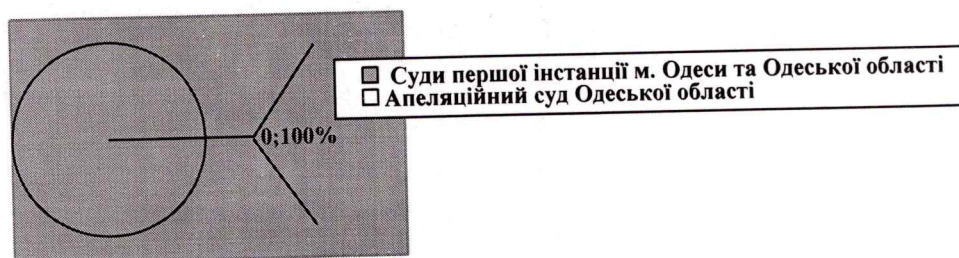 Суди першої інстанції м. Одеси та Одеської області
Апеляційний суд Одеської області
0;100%